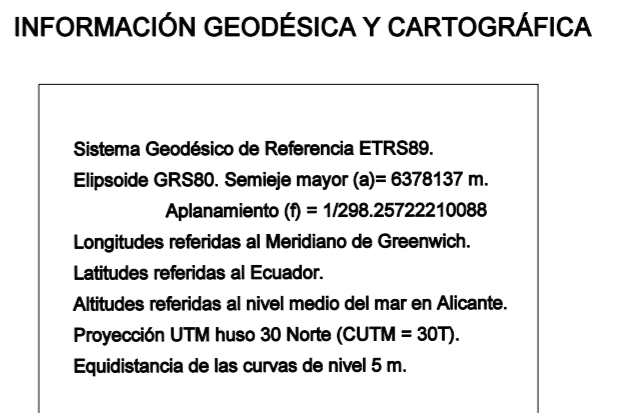 INFORMACIÓN GEODÉSICA Y CARTOGRÁFICA
Sistema Geodésico de Referencia ETRS89.
Elipsoide GRS80. Semieje mayor (a)= 6378137 m.
Aplanamiento (f) = 1/298.25722210088
Longitudes referidas al Meridiano de Greenwich.
Latitudes referidas al Ecuador.
Altitudes referidas al nivel medio del mar en Alicante.
Proyección UTM huso 30 Norte (CUTM = 30T).
Equidistancia de las curvas de nivel 5 m.